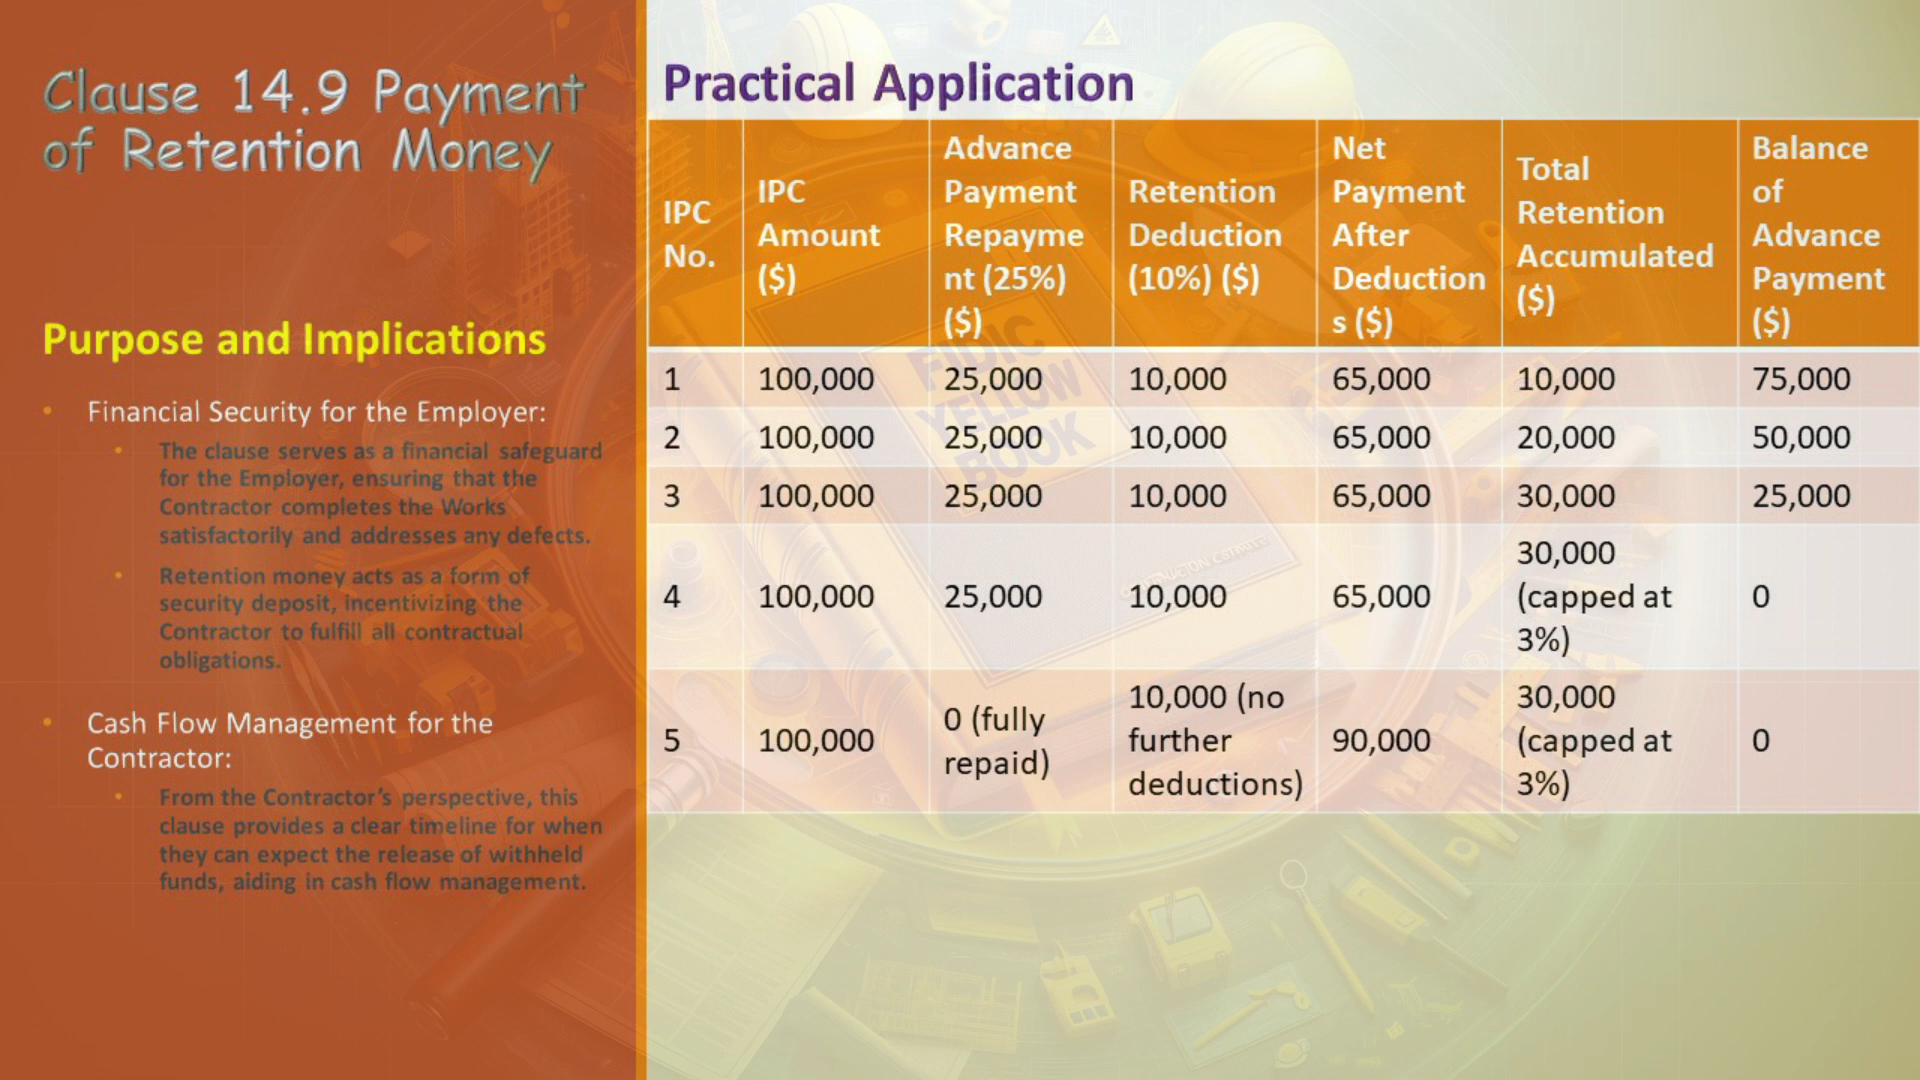 Clause 14.9 Payment
of Retention Money
Purpose and Implications
• Financial Security for the Employer:
• The clause serves as a financial safeguard
for the Employer, ensuring that the
Contractor completes the Works
satisfactorily and addresses any defects.
• Retention money acts as a form of
security deposit, incentivizing the
Contractor to fulfill all contractual
obligations.
• Cash Flow Management for the
Contractor:
• From the Contractor's perspective, this
clause provides a clear timeline for when
they can expect the release of withheld
funds, aiding in cash flow management.
Practical Application
IPC
No.
IPC
Amount
($)
Advance
Payment
Repayme
nt (25%)
($)
Retention
Deduction
(10%) ($)
Net
Payment
After
Deduction
s ($)
Total
Retention
Accumulated
($)
Balance
of
Advance
Payment
($)
1 100,000 25,000 10,000 65,000 10,000 75,000
2 100,000 25,000 10,000 65,000 20,000 50,000
3 100,000 25,000 10,000 65,000 30,000 25,000
4 100,000 25,000 10,000 65,000 30,000
(capped at
3%)
0
5 100,000 0 (fully
repaid)
10,000 (no
further
deductions)
90,000
30,000
(capped at
3%)
0
FIDIC
YELLOW
BOOK